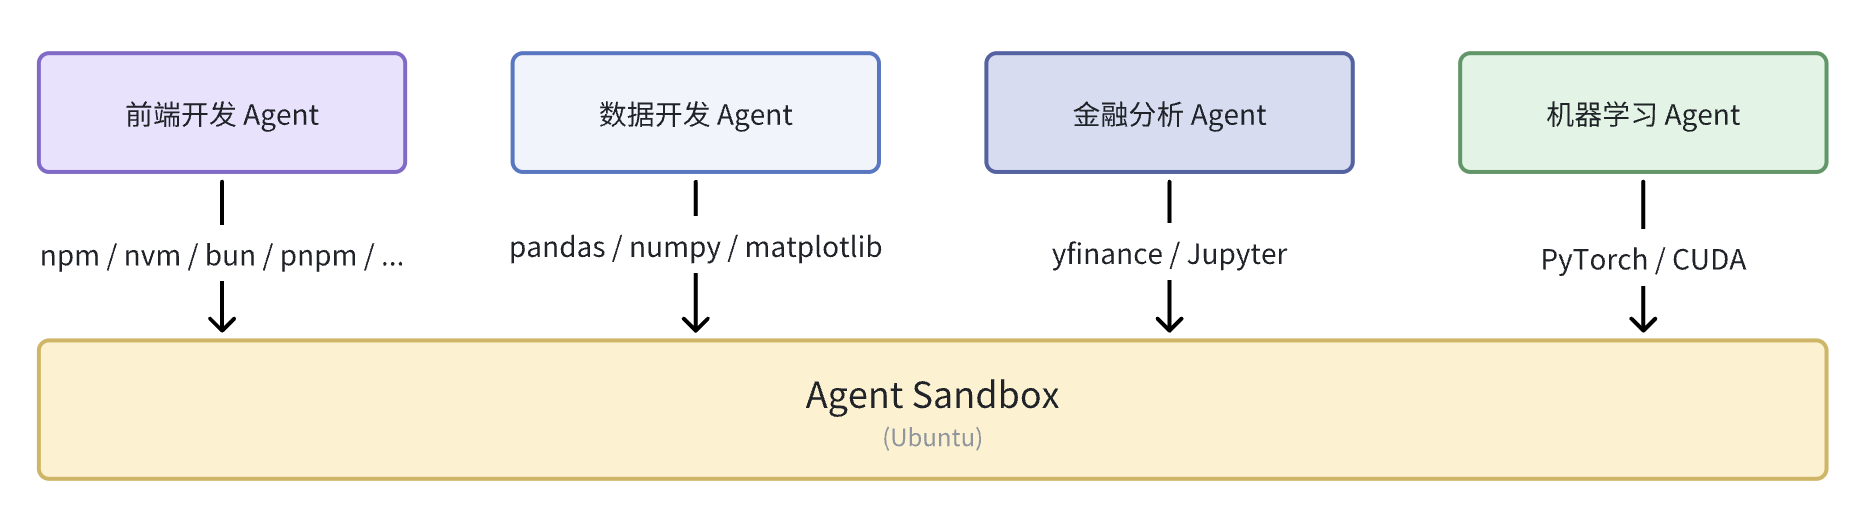 前端开发 Agent
数据开发 Agent
金融分析 Agent
机器学习 Agent
npm / nvm / bun / pnpm / ...
pandas / numpy / matplotlib
yfinance / Jupyter
PyTorch / CUDA
Agent Sandbox
(Ubuntu)